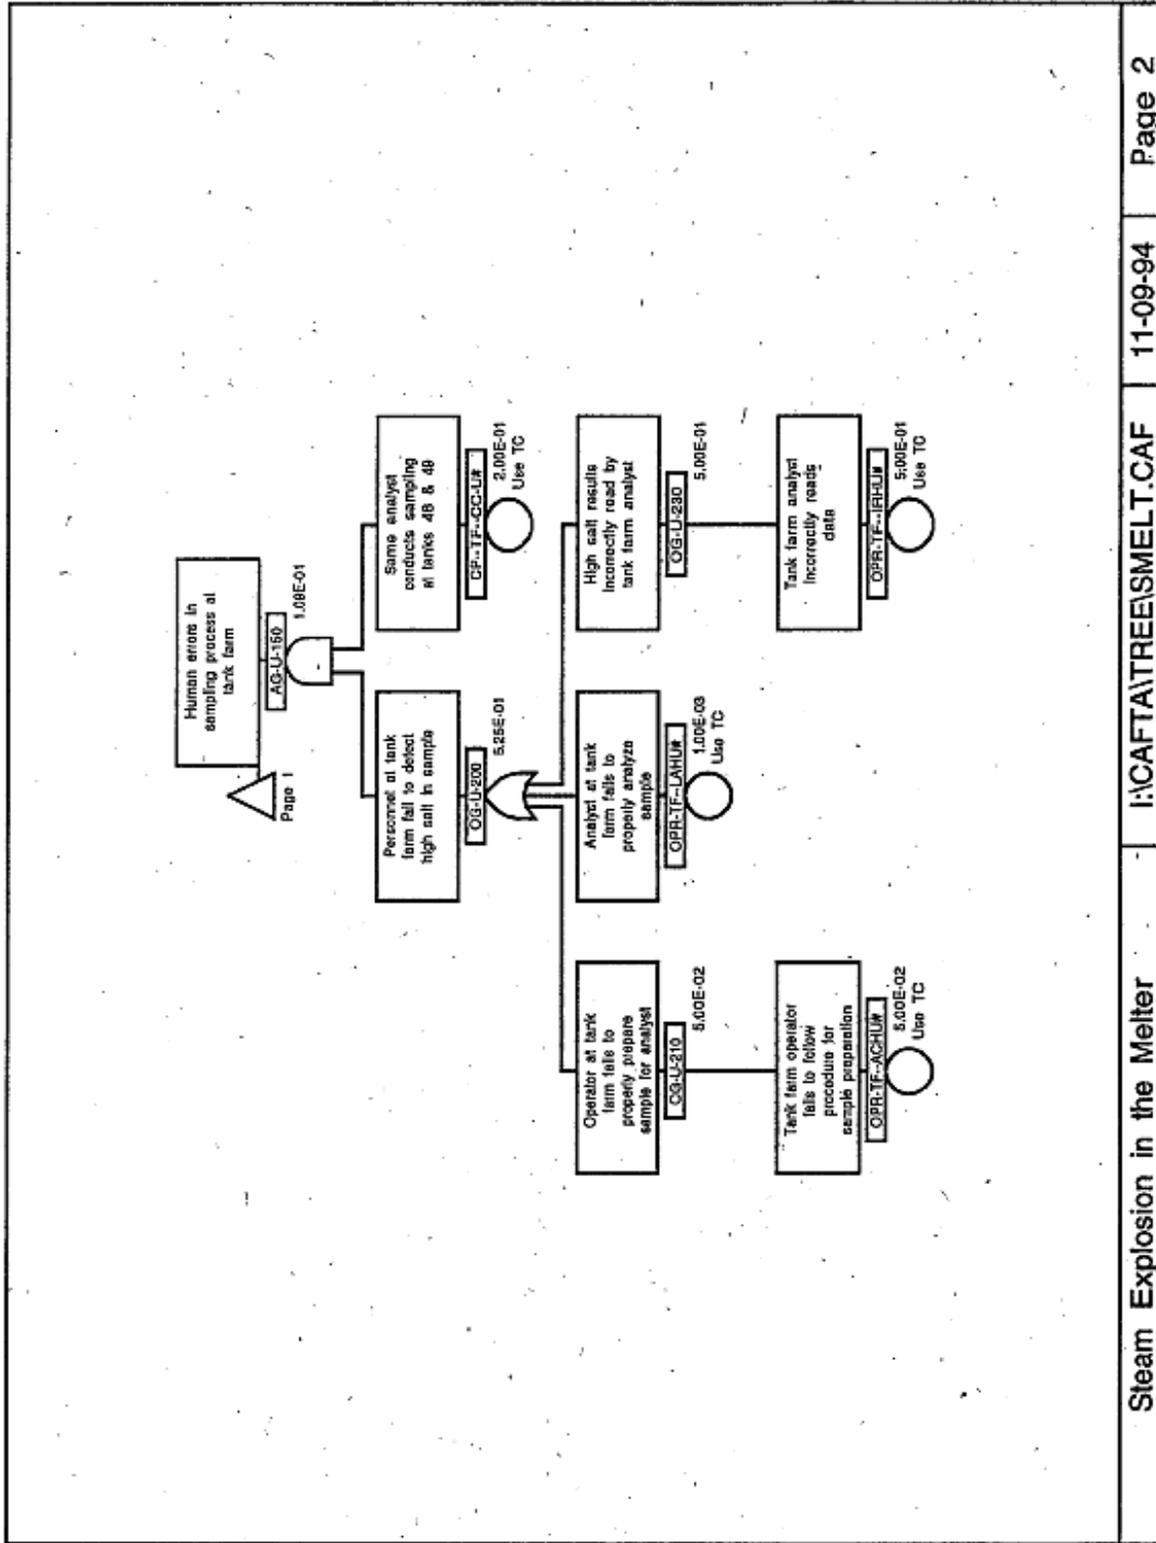 Human errors in
sampling process at
tank farm
AG-U-150
Page 1
Personnel at tank
farm fail to detect
high salt in sample
OG-U-200
5.25E-01
Same analyst
conducts sampling
at tanks 48 & 49
CP--TF--CC-U#
2.00E-01
Use TC
Operator at tank
farm fails to
properly prepare
sample for analyst
OG-U-210
5.00E-02
Analyst at tank
farm fails to
properly analyze
sample
OPR-TF--LAHU#
1.00E-03
Use TC
High salt results
incorrectly read by
tank farm analyst
OG-U-230
5.00E-01
Tank farm operator
fails to follow
procedure for
sample preparation
OPR-TF--ACHU#
5.00E-02
Use TC
Tank farm analyst
incorrectly reads
data
OPR-TF--IRHU#
5.00E-01
Use TC
Steam Explosion in the Melter
I:\CAFTA\TREE\SMELT.CAF
11-09-94
Page 2